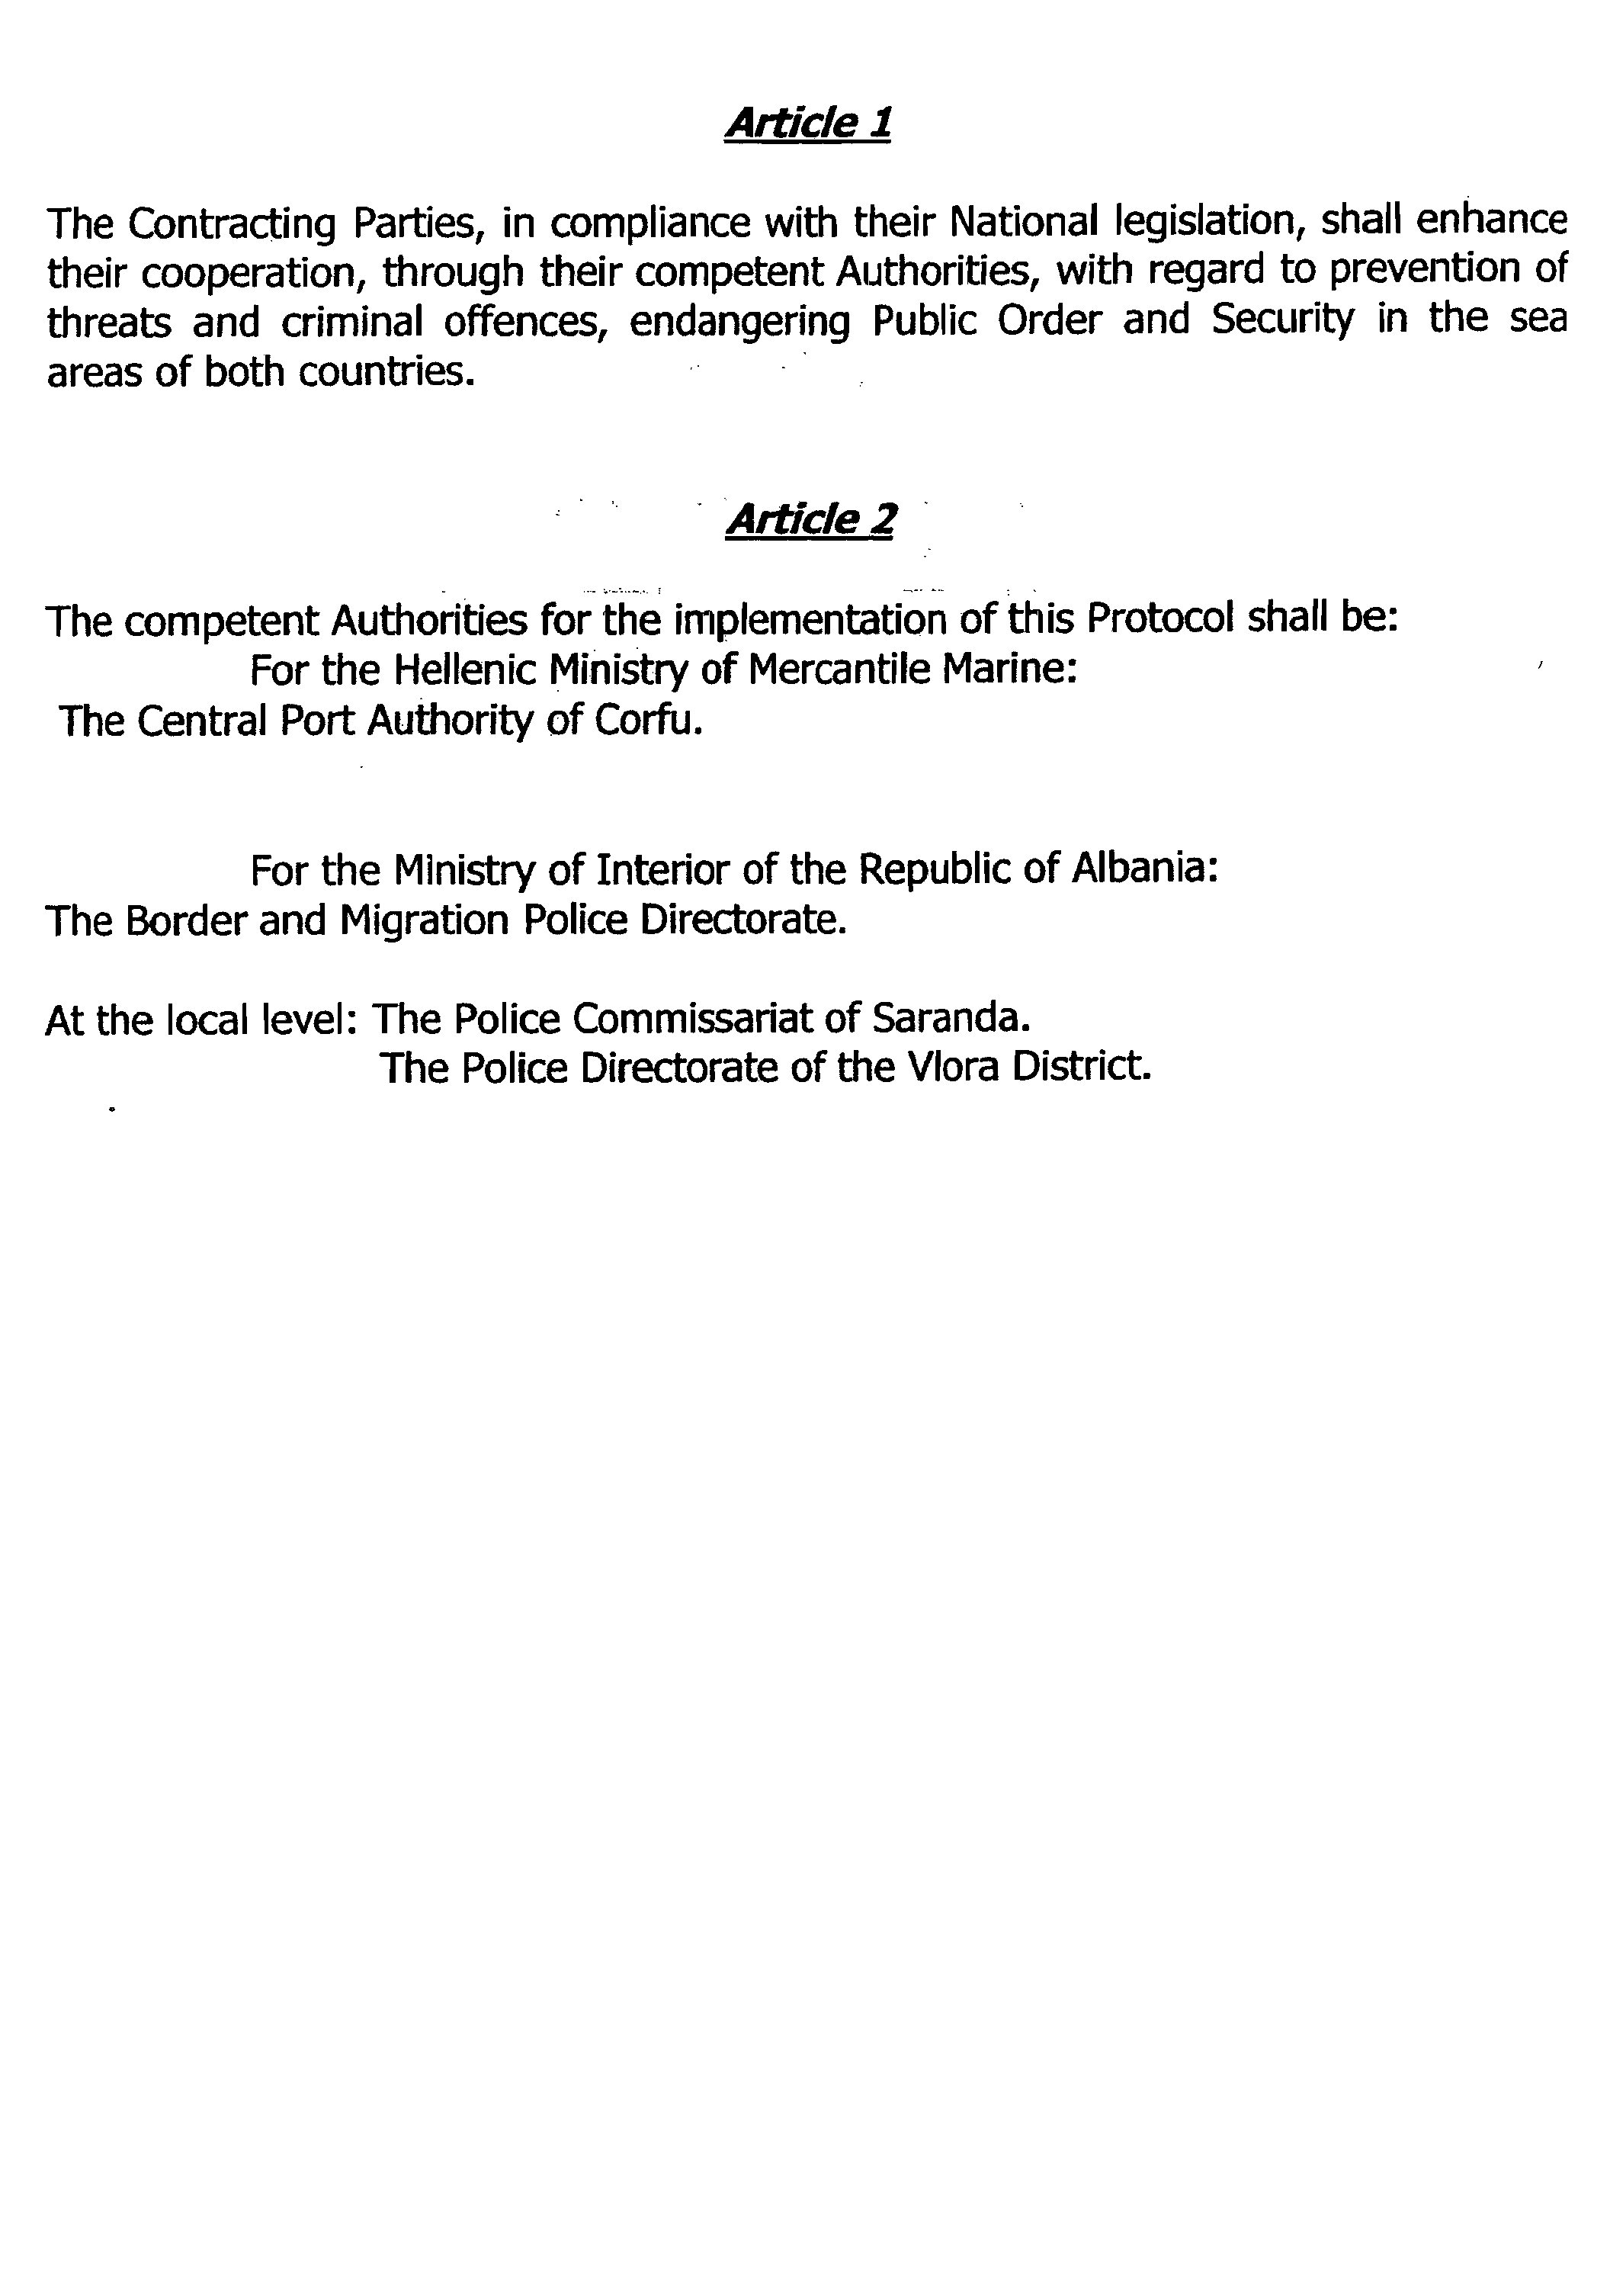 Article 1
The Contracting Parties, in compliance with their National legislation, shall enhance
their cooperation, through their competent Authorities, with regard to prevention of
threats and criminal offences, endangering Public Order and Security in the sea
areas of both countries.
Article 2
The competent Authorities for the implementation of this Protocol shall be:
For the Hellenic Ministry of Mercantile Marine:
The Central Port Authority of Corfu.
For the Ministry of Interior of the Republic of Albania:
The Border and Migration Police Directorate.
At the local level: The Police Commissariat of Saranda.
The Police Directorate of the Vlora District.